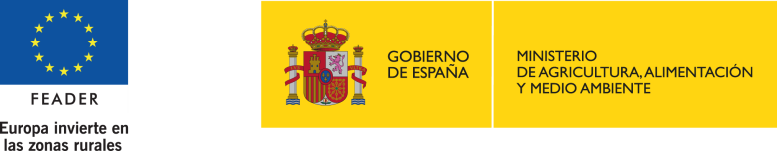 FEADER
Europa invierte en
las zonas rurales
GOBIERNO
DE ESPAÑA
MINISTERIO
DE AGRICULTURA, ALIMENTACIÓN
Y MEDIO AMBIENTE